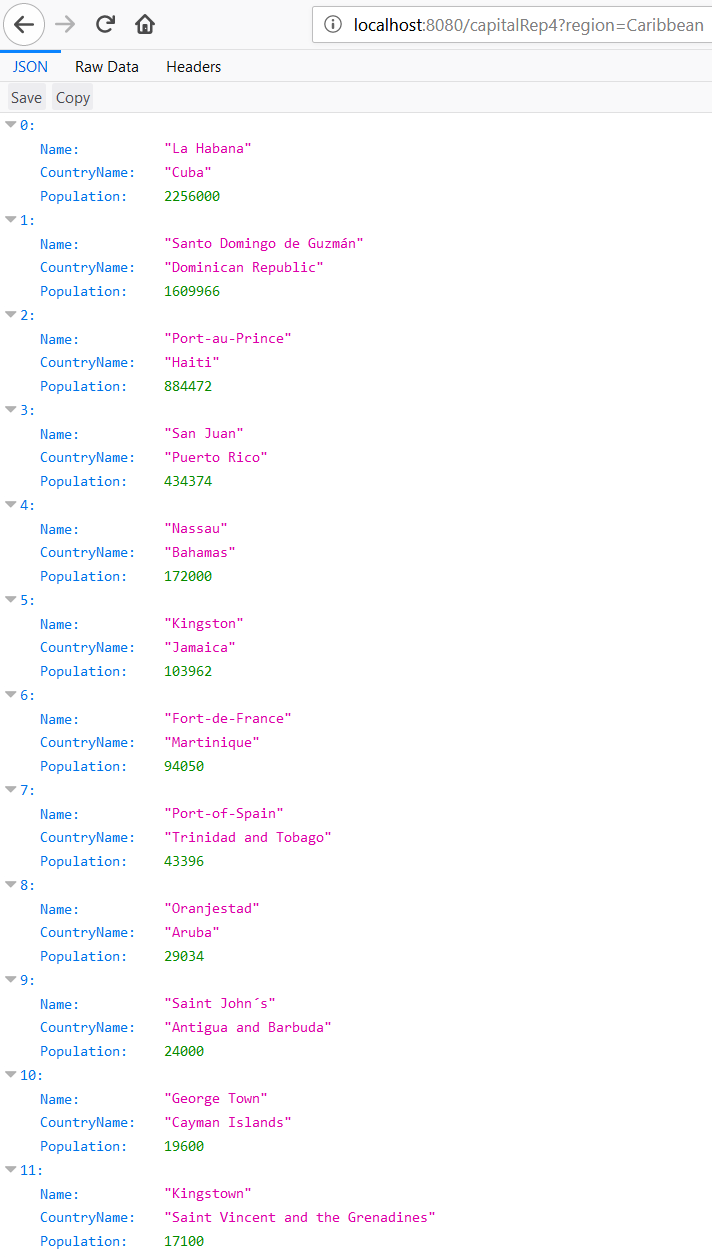 localhost:8080/capitalRep4?region=Caribbean
JSON Raw Data Headers
Save Copy
0:
Name: "La Habana"
CountryName: "Cuba"
Population: 2256000
1:
Name: "Santo Domingo de Guzmán"
CountryName: "Dominican Republic"
Population: 1609966
2:
Name: "Port-au-Prince"
CountryName: "Haiti"
Population: 884472
3:
Name: "San Juan"
CountryName: "Puerto Rico"
Population: 434374
4:
Name: "Nassau"
CountryName: "Bahamas"
Population: 172000
5:
Name: "Kingston"
CountryName: "Jamaica"
Population: 103962
6:
Name: "Fort-de-France"
CountryName: "Martinique"
Population: 94050
7:
Name: "Port-of-Spain"
CountryName: "Trinidad and Tobago"
Population: 43396
8:
Name: "Oranjestad"
CountryName: "Aruba"
Population: 29034
9:
Name: "Saint John´s"
CountryName: "Antigua and Barbuda"
Population: 24000
10:
Name: "George Town"
CountryName: "Cayman Islands"
Population: 19600
11:
Name: "Kingstown"
CountryName: "Saint Vincent and the Grenadines"
Population: 17100